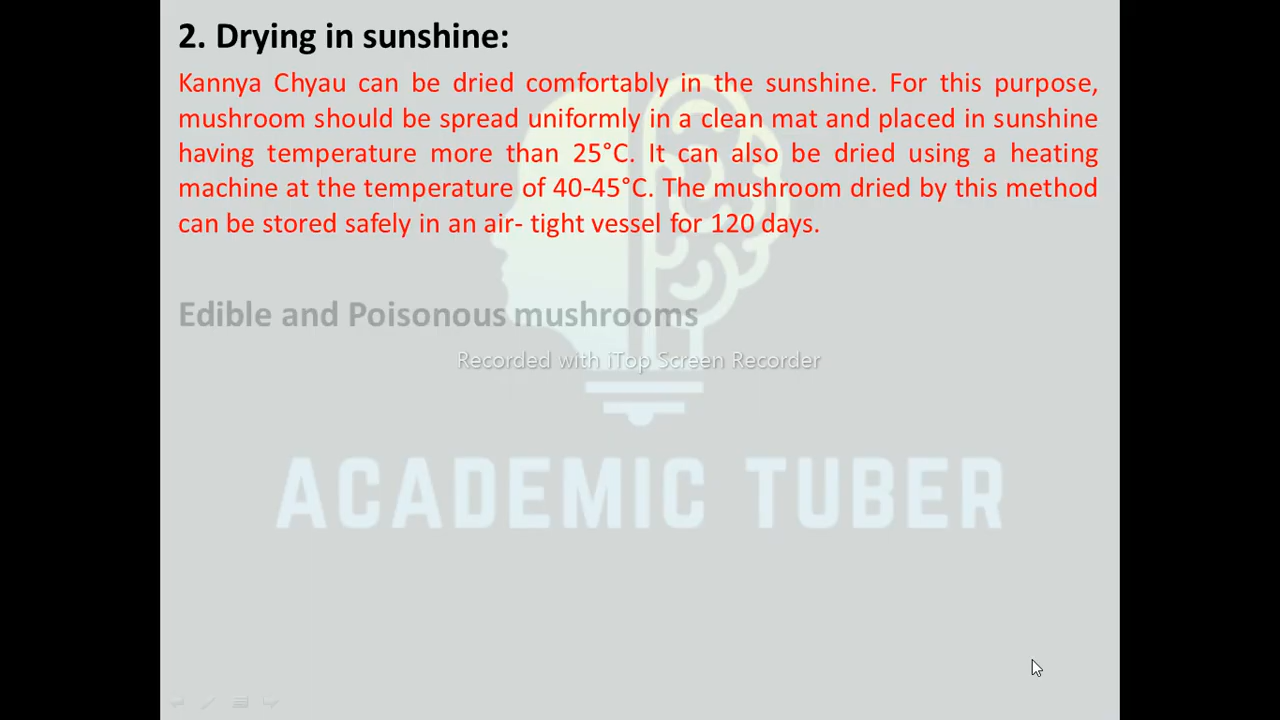 2. Drying in sunshine:
Kannya Chyau can be dried comfortably in the sunshine. For this purpose,
mushroom should be spread uniformly in a clean mat and placed in sunshine
having temperature more than 25°C. It can also be dried using a heating
machine at the temperature of 40-45°C. The mushroom dried by this method
can be stored safely in an air- tight vessel for 120 days.
Edible and Poisonous mushrooms
Recorded with iTop Screen Recorder
ACADEMIC TUBER